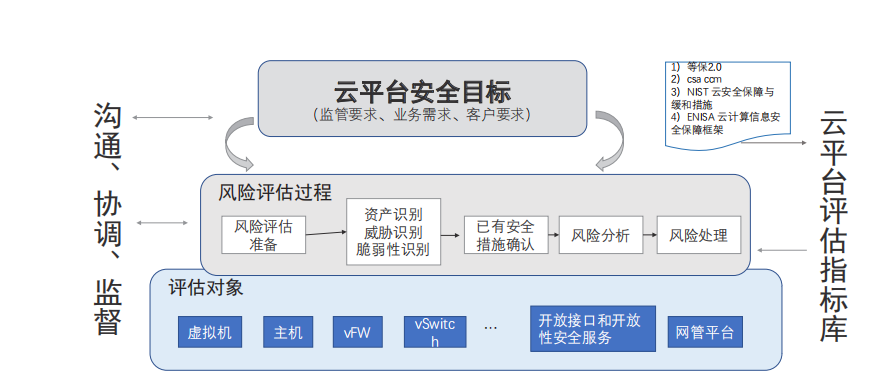 云平台安全目标
（监管要求、业务需求、客户要求）
1）等保2.0
2）csa ccm
3）NIST 云安全保障与
缓和措施
4）ENISA 云计算信息安
全保障框架
沟通、协调、监督
云平台评估指标库
风险评估过程
风险评估
准备
资产识别
威胁识别
脆弱性识别
已有安全
措施确认
风险分析
风险处理
评估对象
虚拟机
主机
vFW
vSwitc
h
...
开放接口和开放
性安全服务
网管平台